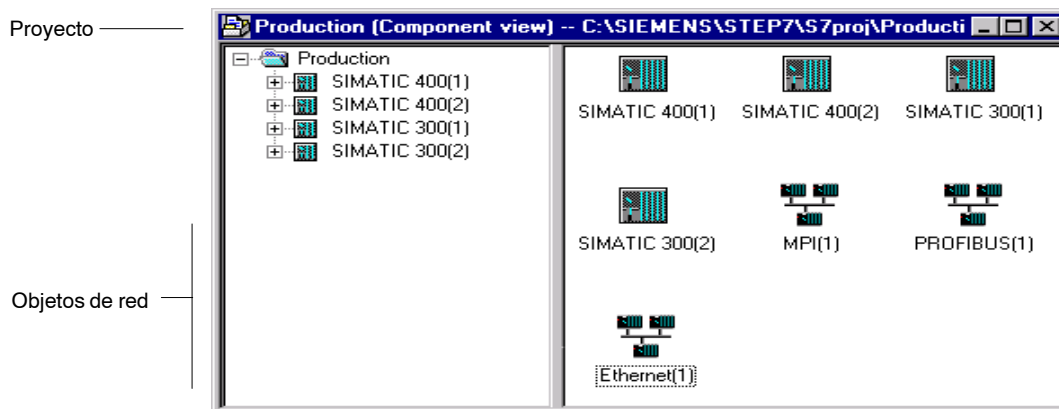 Proyecto
Production (Component view) -- C:\SIEMENS\STEP7\S7proj\Producti
Production
SIMATIC 400(1)
SIMATIC 400(2)
SIMATIC 300(1)
SIMATIC 300(2)
SIMATIC 400(1) SIMATIC 400(2) SIMATIC 300(1)
SIMATIC 300(2) MPI(1) PROFIBUS(1)
Objetos de red
Ethernet(1)